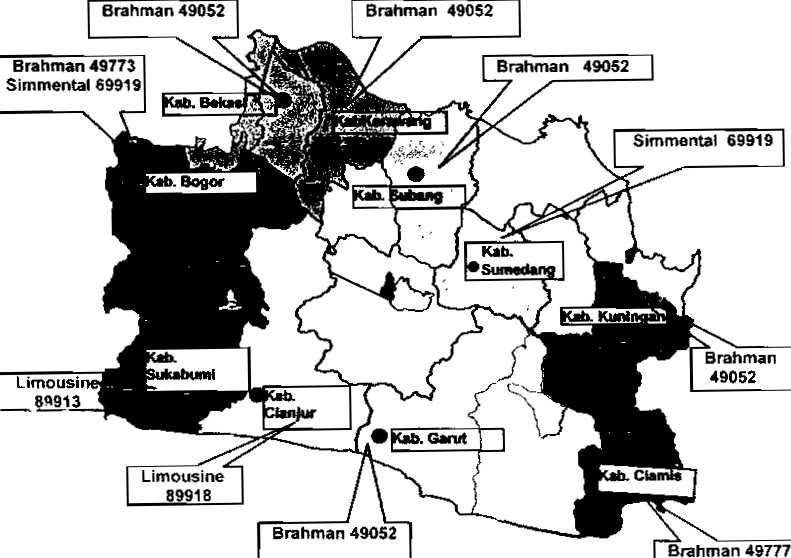 Brahman 49052
Brahman 49052
Brahman 49773
Simmental 69919
Brahman 49052
Kab. Bekasi
Kab Kerawang
Simmental 69919
Kab. Bogor
Kab. Subang
Kab.
Sumedang
Kab. Kuningan
Brahman
49052
Kab.
Sukabumi
Limousine
89913
Kab.
Cianjur
Kab. Garut
Limousine
89918
Kab. Ciamis
Brahman 49052
Brahman 49777